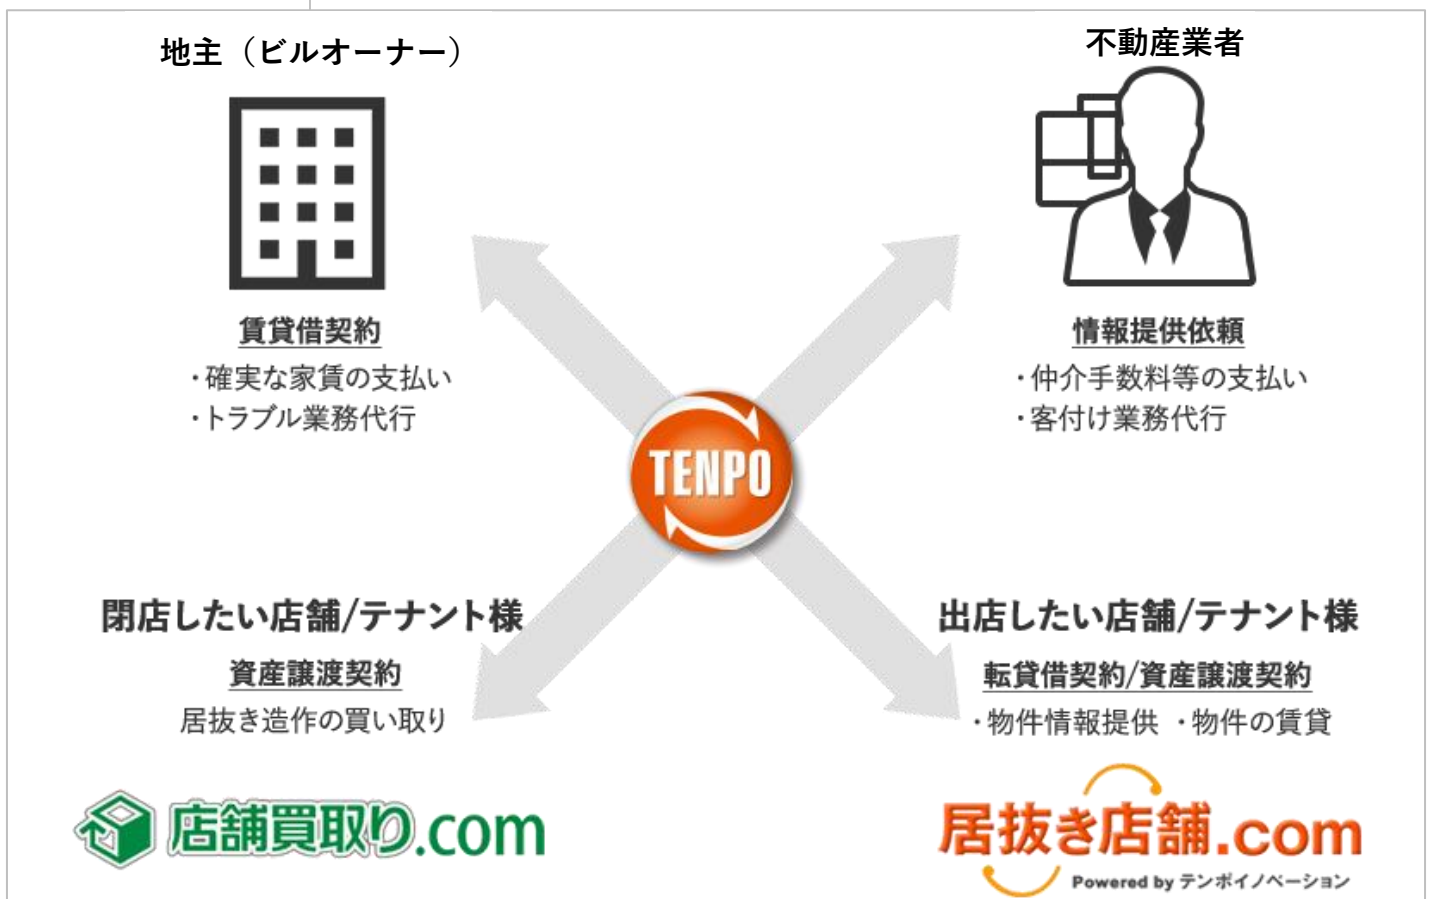 地主（ビルオーナー）
不動産業者
賃貸借契約
・確実な家賃の支払い
・トラブル業務代行
情報提供依頼
・仲介手数料等の支払い
・客付け業務代行
TENPO
閉店したい店舗/テナント様
資産譲渡契約
居抜き造作の買い取り
出店したい店舗/テナント様
転貸借契約/資産譲渡契約
・物件情報提供 ・物件の賃貸
店舗買取り.com
居抜き店舗.com
Powered by テンポイノベーション